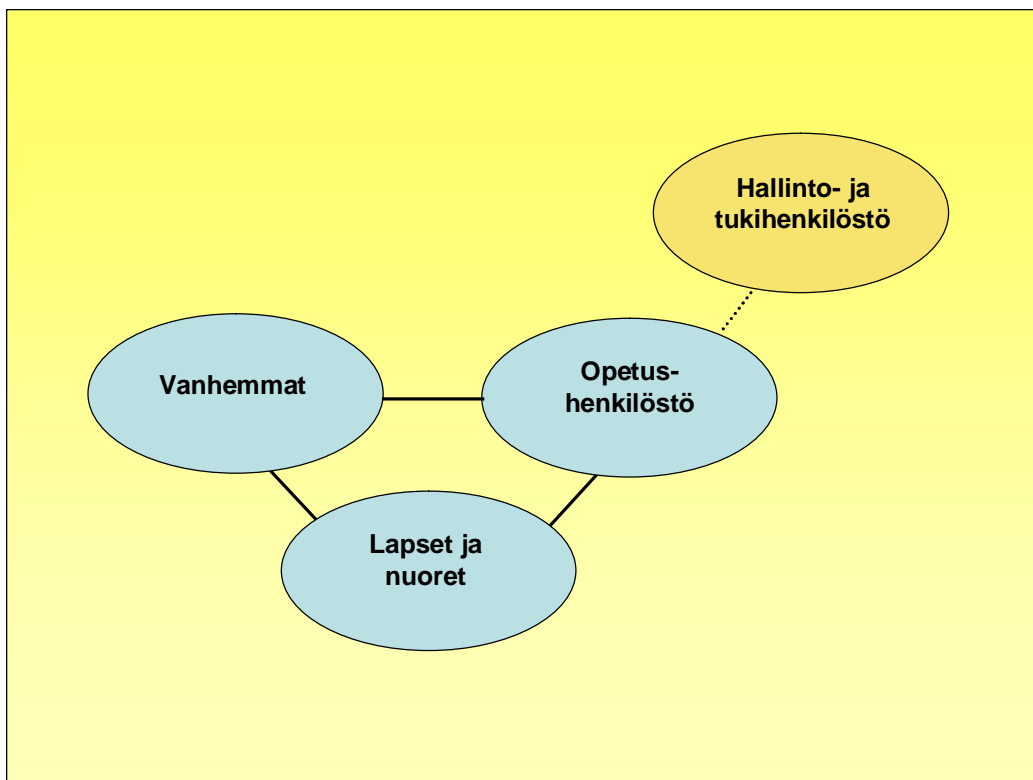 Hallinto- ja
tukihenkilöstö
Vanhemmat
Opetus-
henkilöstö
Lapset ja
nuoret